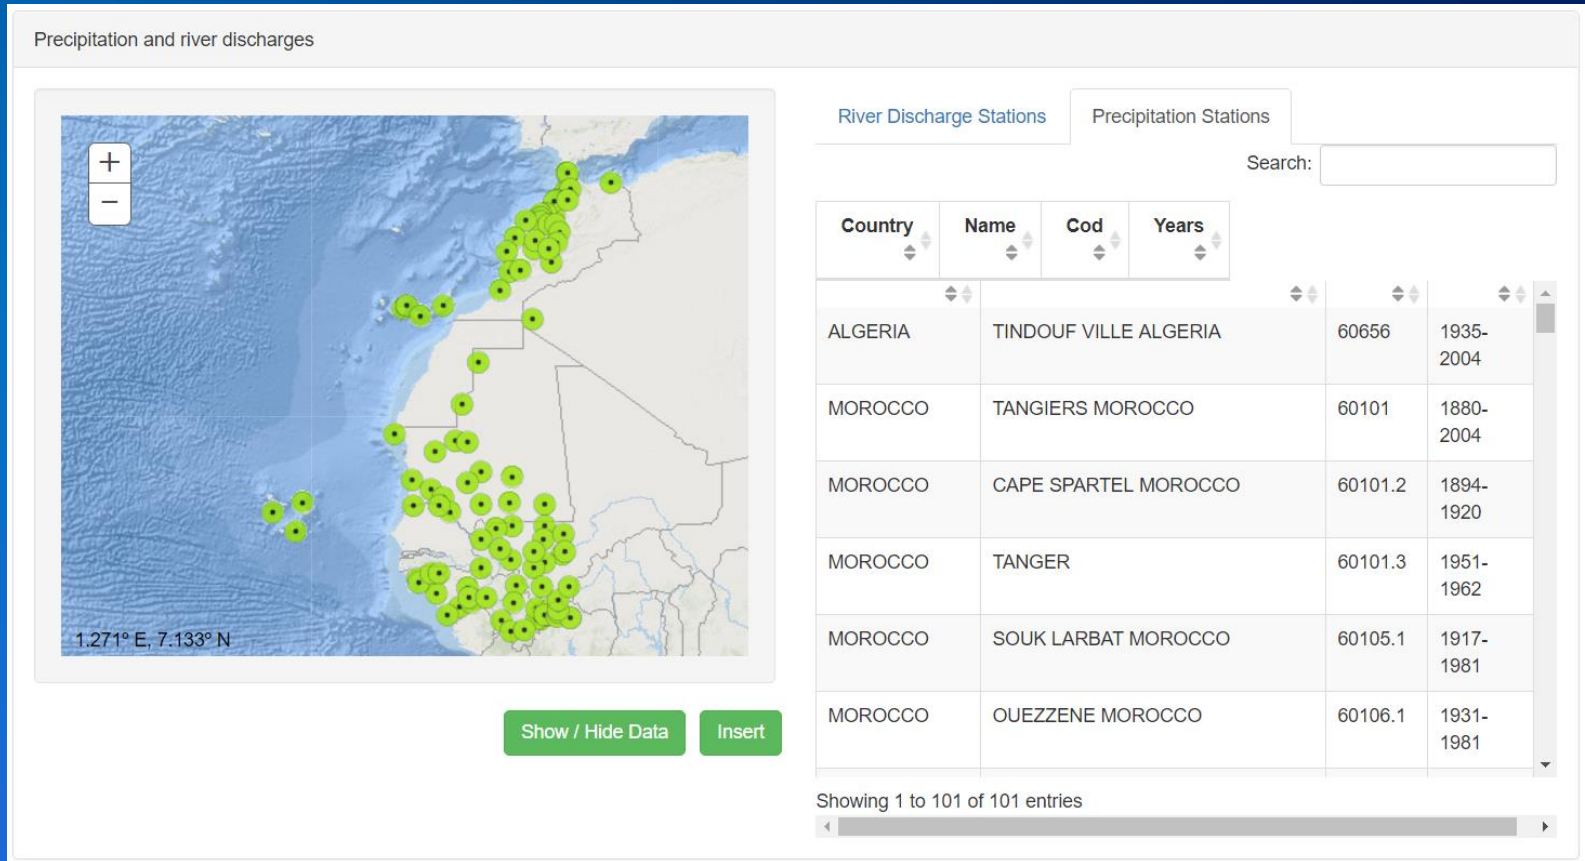 Precipitation and river discharges
+
−
1.271º E, 7.133º N
Show / Hide Data
Insert
River Discharge Stations
Precipitation Stations
Search:
Country Name Cod Years
ALGERIA TINDOUF VILLE ALGERIA 60656 1935-
2004
MOROCCO TANGIERS MOROCCO 60101 1880-
2004
MOROCCO CAPE SPARTEL MOROCCO 60101.2 1894-
1920
MOROCCO TANGER 60101.3 1951-
1962
MOROCCO SOUK LARBAT MOROCCO 60105.1 1917-
1981
MOROCCO OUEZZENE MOROCCO 60106.1 1931-
1981
Showing 1 to 101 of 101 entries